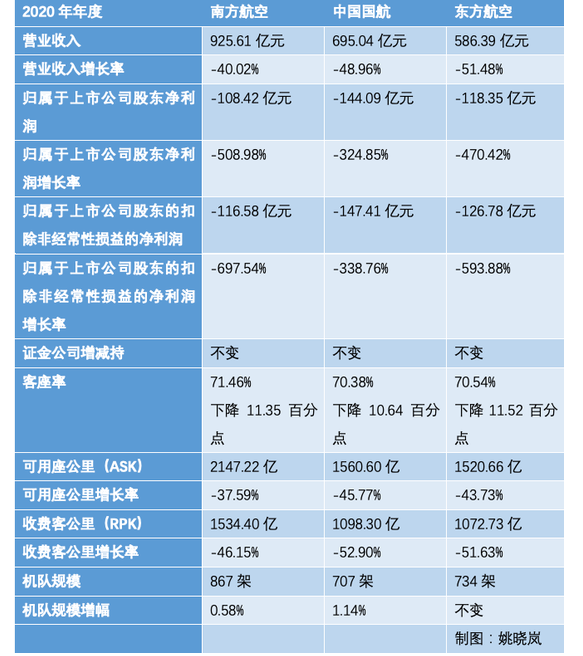 2020 年年度 南方航空 中国国航 东方航空
营业收入 925.61 亿元 695.04 亿元 586.39 亿元
营业收入增长率 -40.02% -48.96% -51.48%
归属于上市公司股东净利 -108.42 亿元 -144.09 亿元 -118.35 亿元
润
归属于上市公司股东净利 -508.98% -324.85% -470.42%
润增长率
归属于上市公司股东的扣 -116.58 亿元 -147.41 亿元 -126.78 亿元
除非经常性损益的净利润
归属于上市公司股东的扣 -697.54% -338.76% -593.88%
除非经常性损益的净利润
增长率
证金公司增减持 不变 不变 不变
客座率 71.46% 70.38% 70.54%
下降 11.35 百分 下降 10.64 百分 下降 11.52 百分
点 点 点
可用座公里（ASK） 2147.22 亿 1560.60 亿 1520.66 亿
可用座公里增长率 -37.59% -45.77% -43.73%
收费客公里（RPK） 1534.40 亿 1098.30 亿 1072.73 亿
收费客公里增长率 -46.15% -52.90% -51.63%
机队规模 867 架 707 架 734 架
机队规模增幅 0.58% 1.14% 不变
制图：姚晓岚